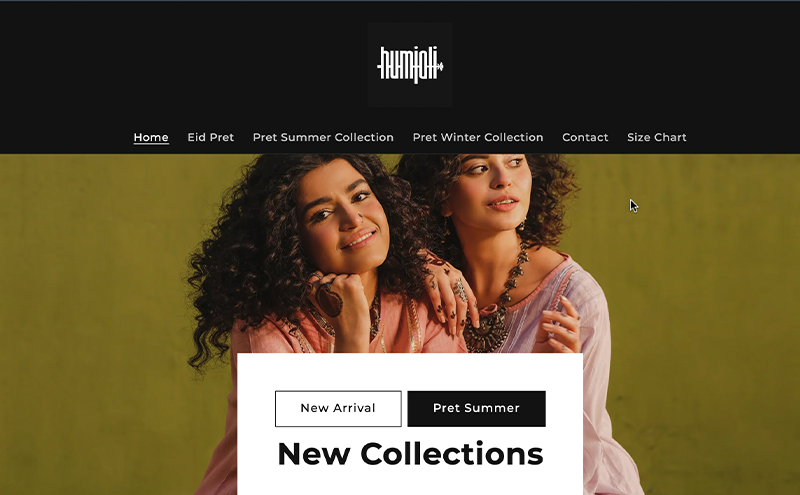 humjoli
Home Eid Pret Pret Summer Collection Pret Winter Collection Contact Size Chart
New Arrival Pret Summer
New Collections